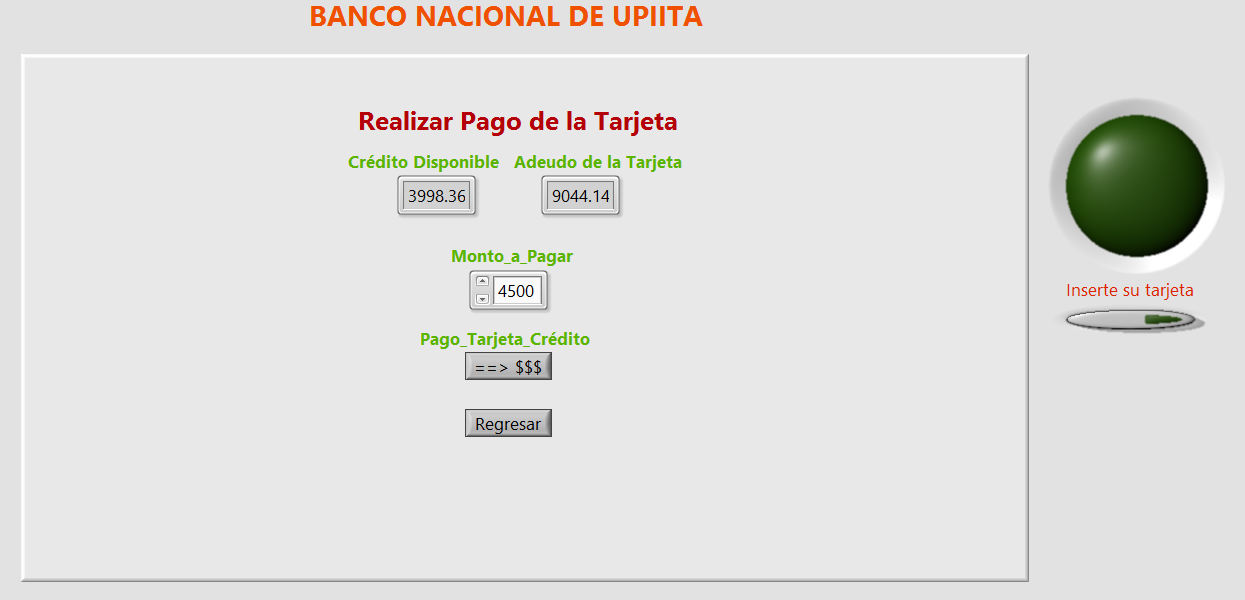 BANCO NACIONAL DE UPIITA
Realizar Pago de la Tarjeta
Crédito Disponible Adeudo de la Tarjeta
3998.36 9044.14
Monto_a_Pagar
4500
Inserte su tarjeta
Pago_Tarjeta_Crédito
==> $$$
Regresar